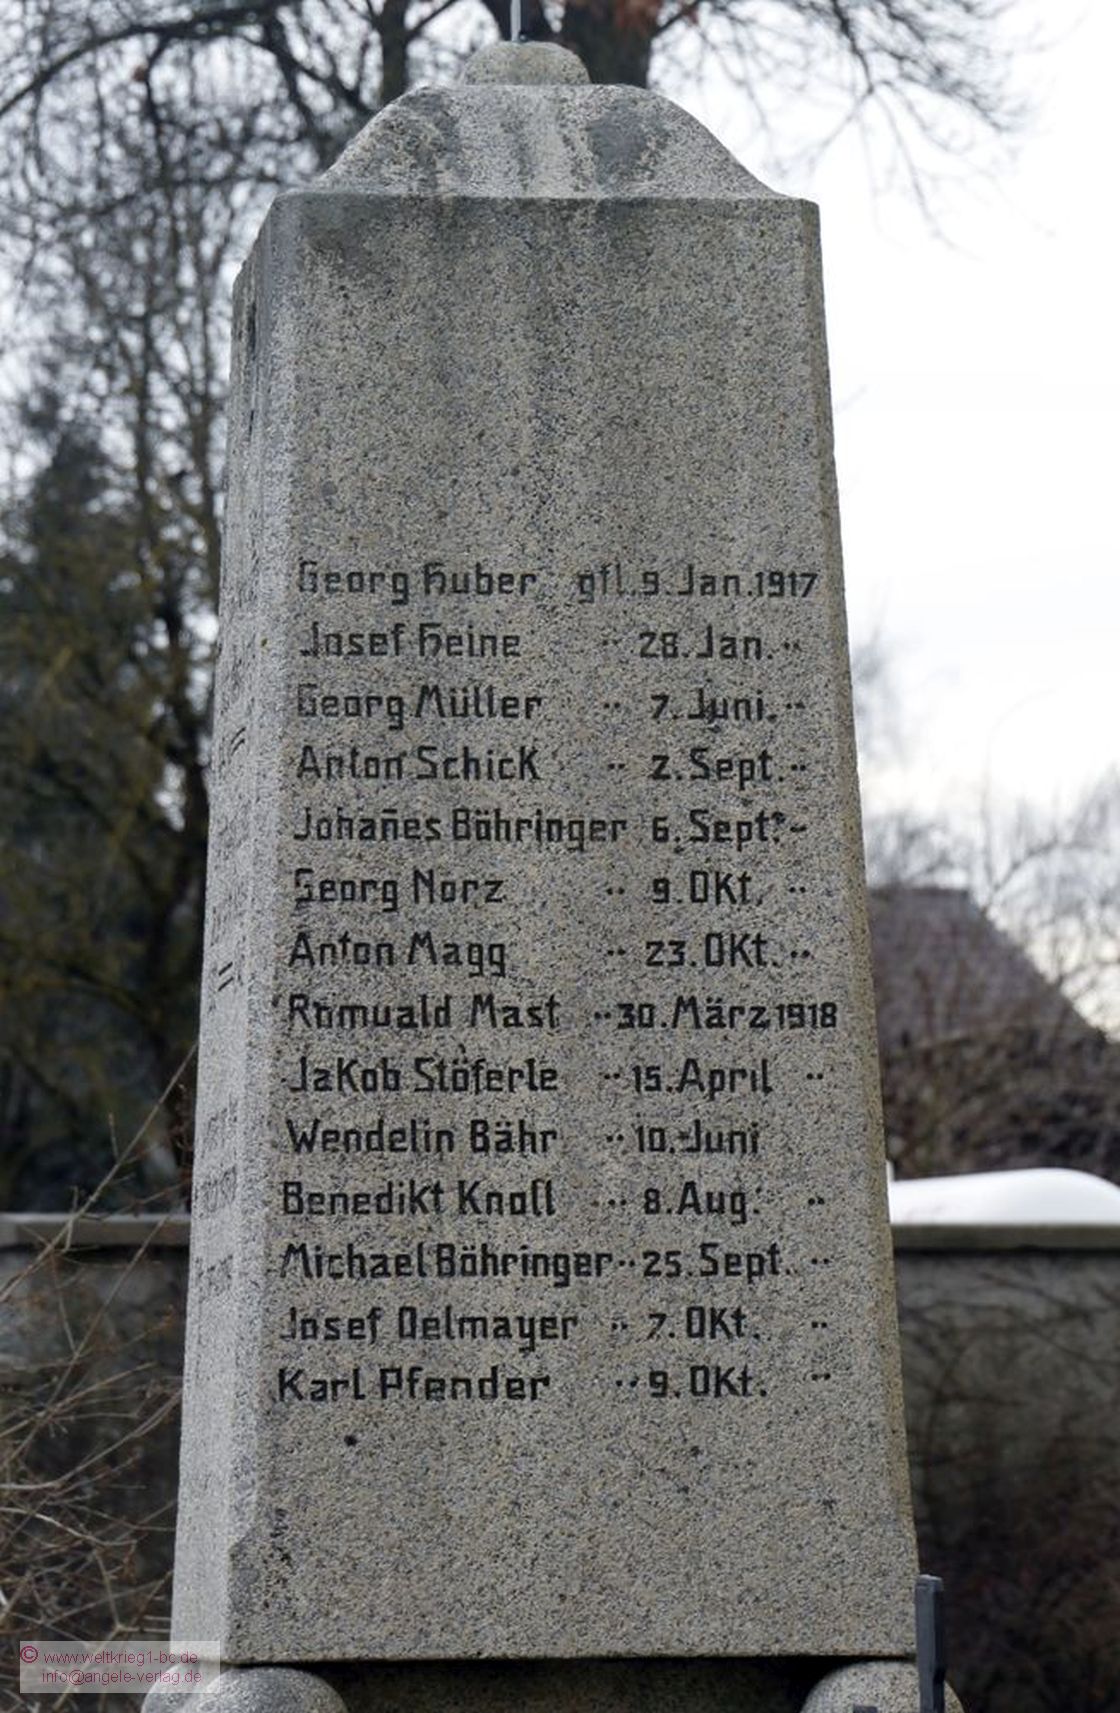 Georg Huber gfl. 9. Jan. 1917
Josef Heine " 28. Jan. "
Georg Müller " 7. Juni. "
Anton Schick " 2. Sept. "
Johan̄es Böhringer 6. Sept. "
Georg Norz " 9. Okt. "
Anton Magg " 23. Okt. "
Romuald Mast " 30. März 1918
Jakob Stöferle " 15. April "
Wendelin Bähr " 10. Juni
Benedikt Knoll " 8. Aug. "
Michael Böhringer " 25. Sept. "
Josef Oelmayer " 7. Okt. "
Karl Pfender " 9. Okt. "
© www.weltkrieg1-bc.de
info@angele-verlag.de